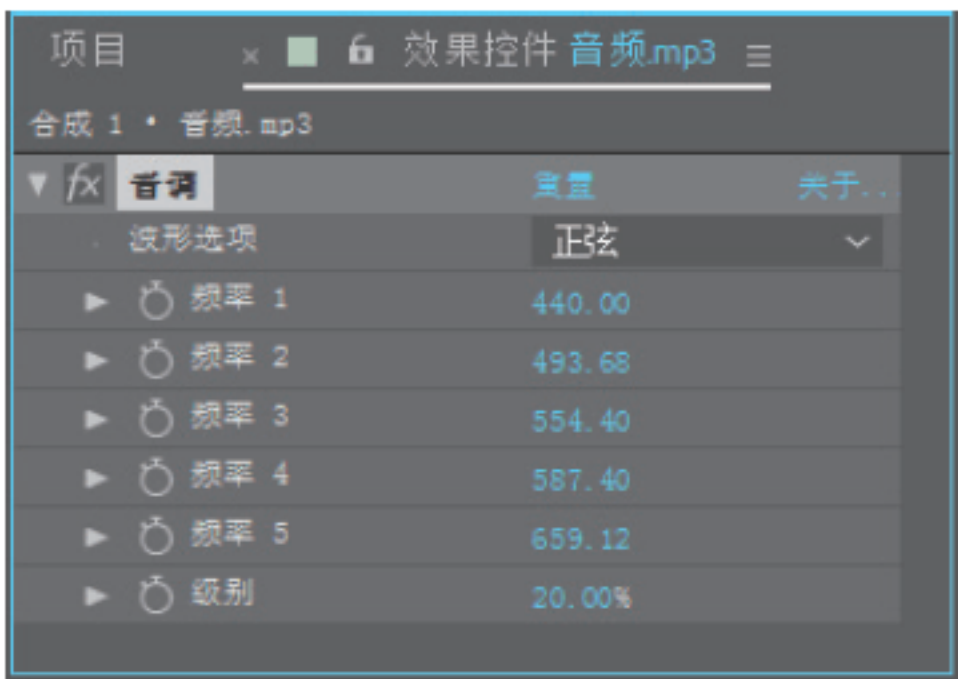 项目 × 效果控件 音频.mp3 ≡
合成 1 • 音频.mp3
fx 音调 重置 关于...
波形选项 正弦
频率 1 440.00
频率 2 493.68
频率 3 554.40
频率 4 587.40
频率 5 659.12
级别 20.00%